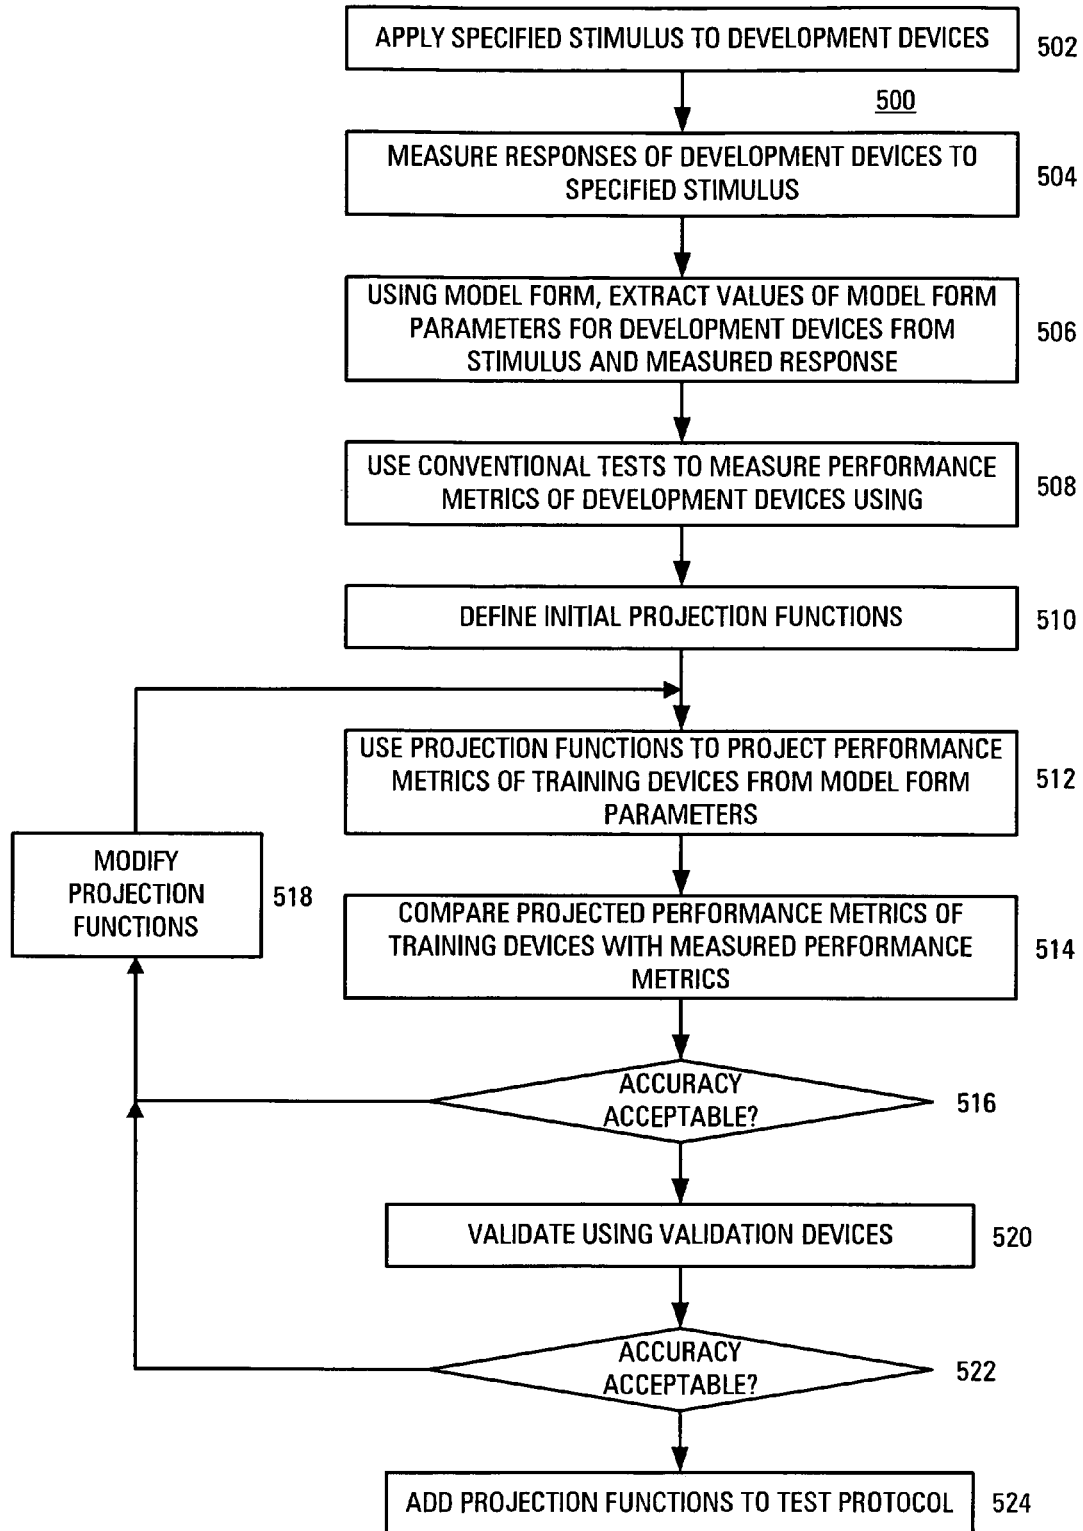 APPLY SPECIFIED STIMULUS TO DEVELOPMENT DEVICES
502
500
MEASURE RESPONSES OF DEVELOPMENT DEVICES TO
SPECIFIED STIMULUS
504
USING MODEL FORM, EXTRACT VALUES OF MODEL FORM
PARAMETERS FOR DEVELOPMENT DEVICES FROM
STIMULUS AND MEASURED RESPONSE
506
USE CONVENTIONAL TESTS TO MEASURE PERFORMANCE
METRICS OF DEVELOPMENT DEVICES USING
508
DEFINE INITIAL PROJECTION FUNCTIONS
510
USE PROJECTION FUNCTIONS TO PROJECT PERFORMANCE
METRICS OF TRAINING DEVICES FROM MODEL FORM
PARAMETERS
512
MODIFY
PROJECTION
FUNCTIONS
518
COMPARE PROJECTED PERFORMANCE METRICS OF
TRAINING DEVICES WITH MEASURED PERFORMANCE
METRICS
514
ACCURACY
ACCEPTABLE?
516
VALIDATE USING VALIDATION DEVICES
520
ACCURACY
ACCEPTABLE?
522
ADD PROJECTION FUNCTIONS TO TEST PROTOCOL
524